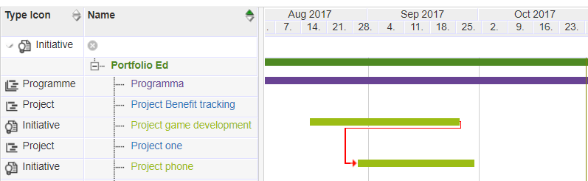 Type Icon Name Aug 2017 Sep 2017 Oct 2017
. 7. 14. 21. 28. 4. 11. 18. 25. 2. 9. 16. 23.
Initiative
Portfolio Ed
Programme Programma
Project Project Benefit tracking
Initiative Project game development
Project Project one
Initiative Project phone